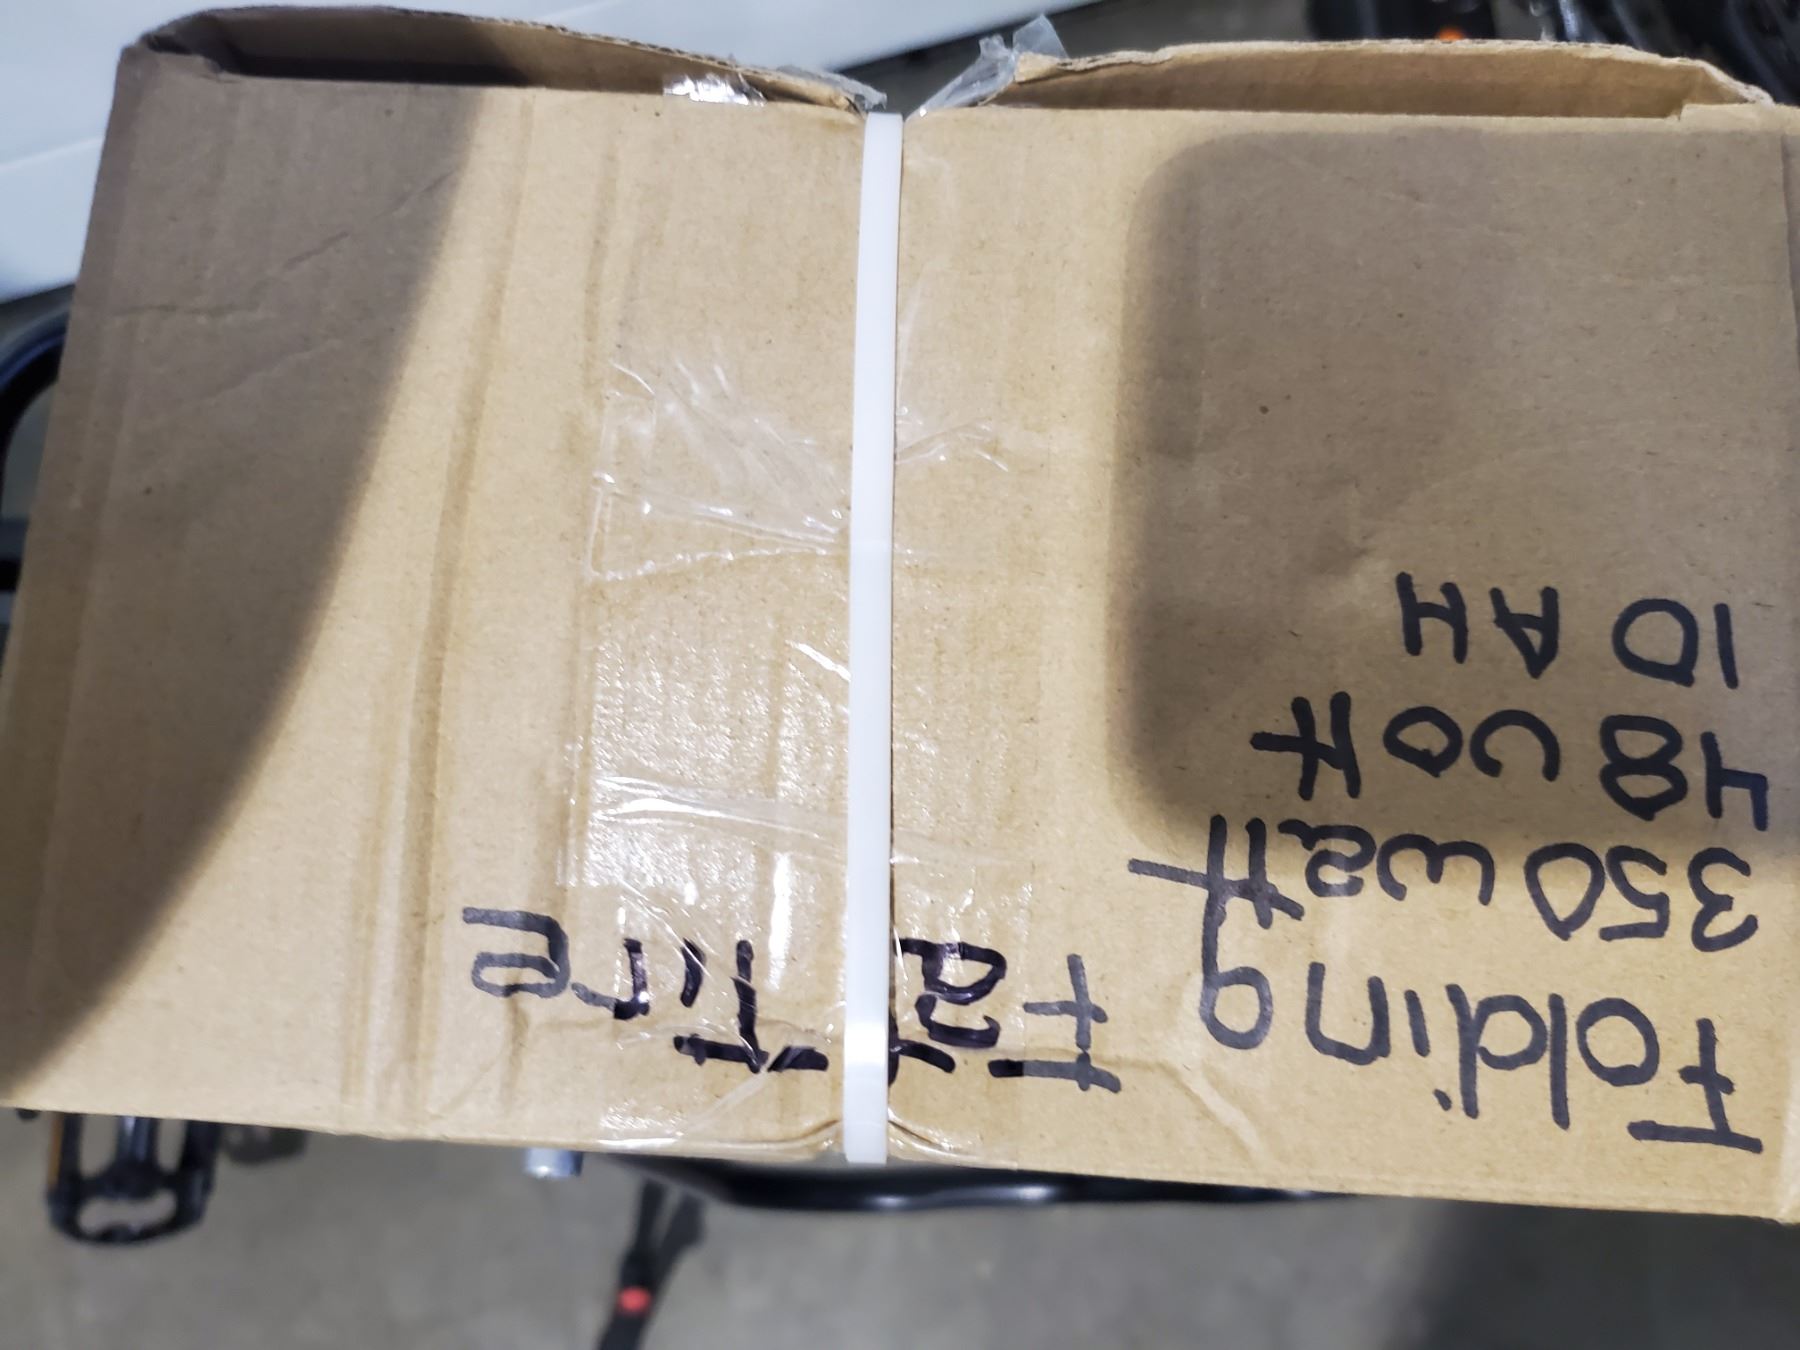 Folding Fat Tire
350 watt
48 volt
10 AH